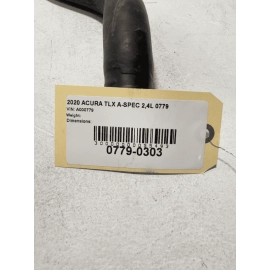 2020 ACURA TLX A-SPEC 2,4L 0779
VIN: A000779
Weight:
Dimensions:
0779-0303